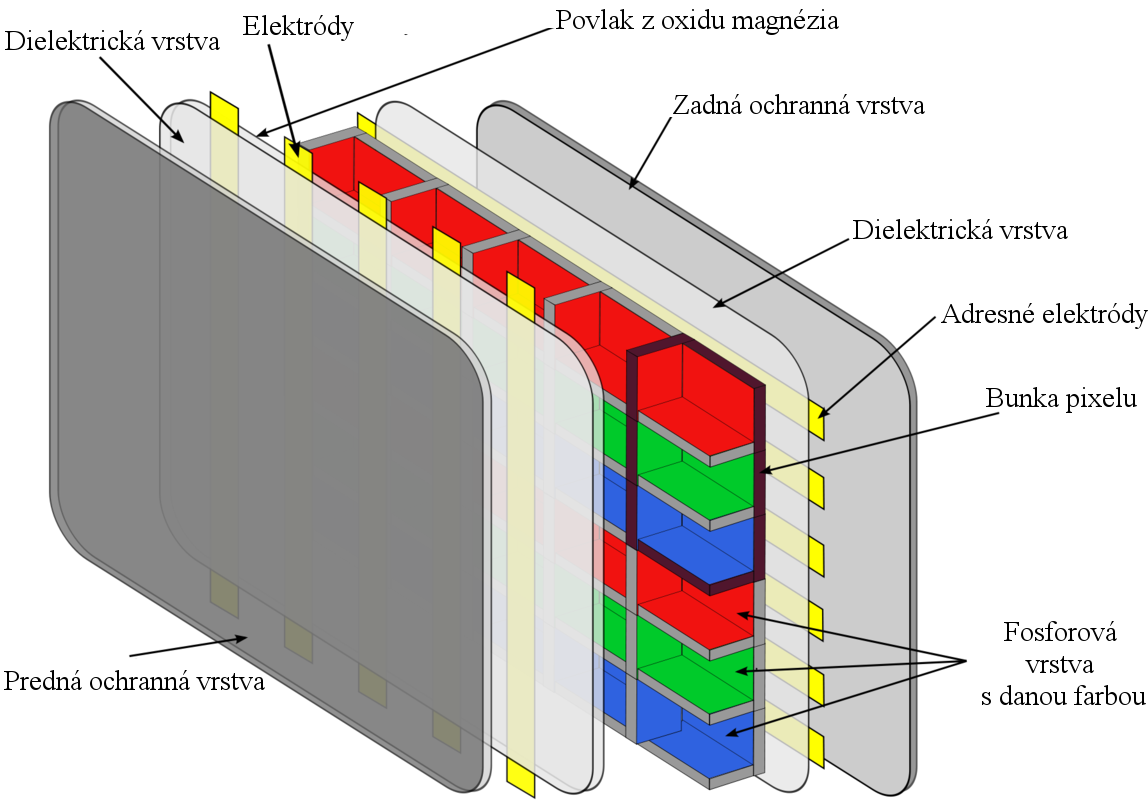 Povlak z oxidu magnézia
Elektródy
Dielektrická vrstva
Zadná ochranná vrstva
Dielektrická vrstva
Adresné elektródy
Bunka pixelu
Fosforová
vrstva
s danou farbou
Predná ochranná vrstva